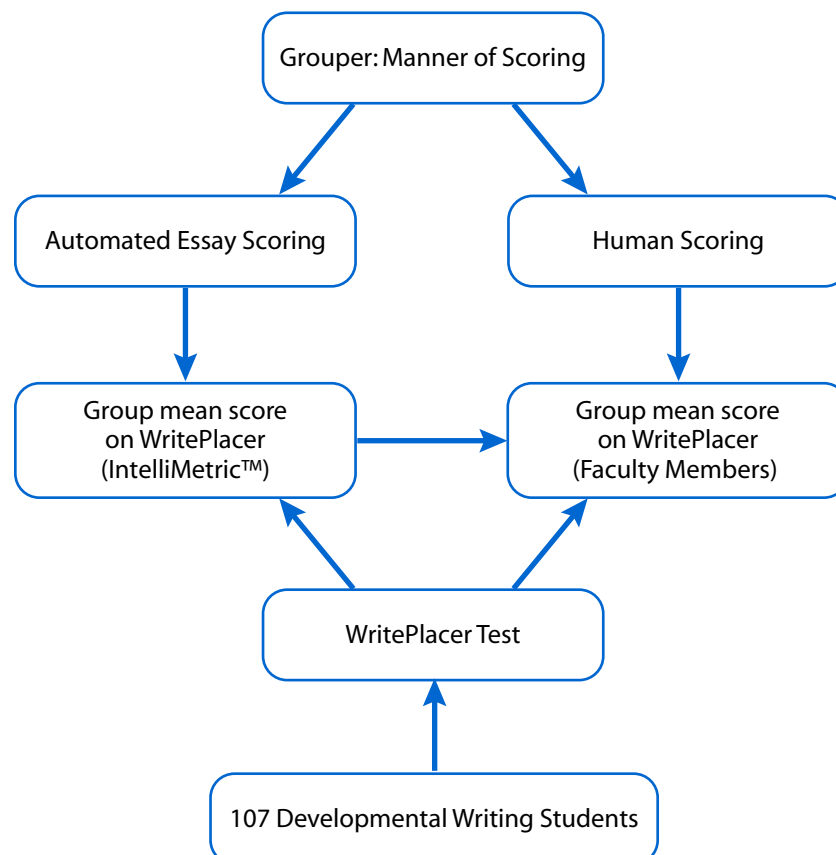 Grouper: Manner of Scoring
Automated Essay Scoring
Human Scoring
Group mean score
on WritePlacer
(IntelliMetric™)
Group mean score
on WritePlacer
(Faculty Members)
WritePlacer Test
107 Developmental Writing Students